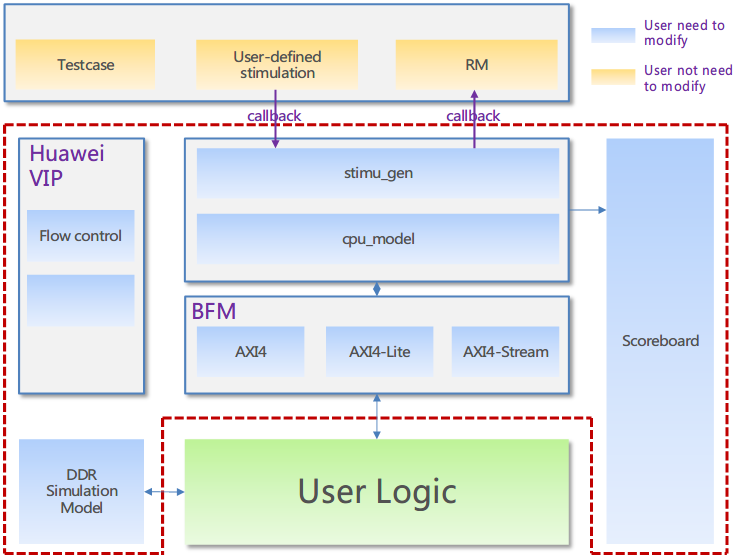 Testcase
User-defined
stimulation
RM
User need to
modify
User not need
to modify
callback
callback
Huawei
VIP
Flow control
stimu_gen
cpu_model
BFM
AXI4
AXI4-Lite
AXI4-Stream
Scoreboard
DDR
Simulation
Model
User Logic